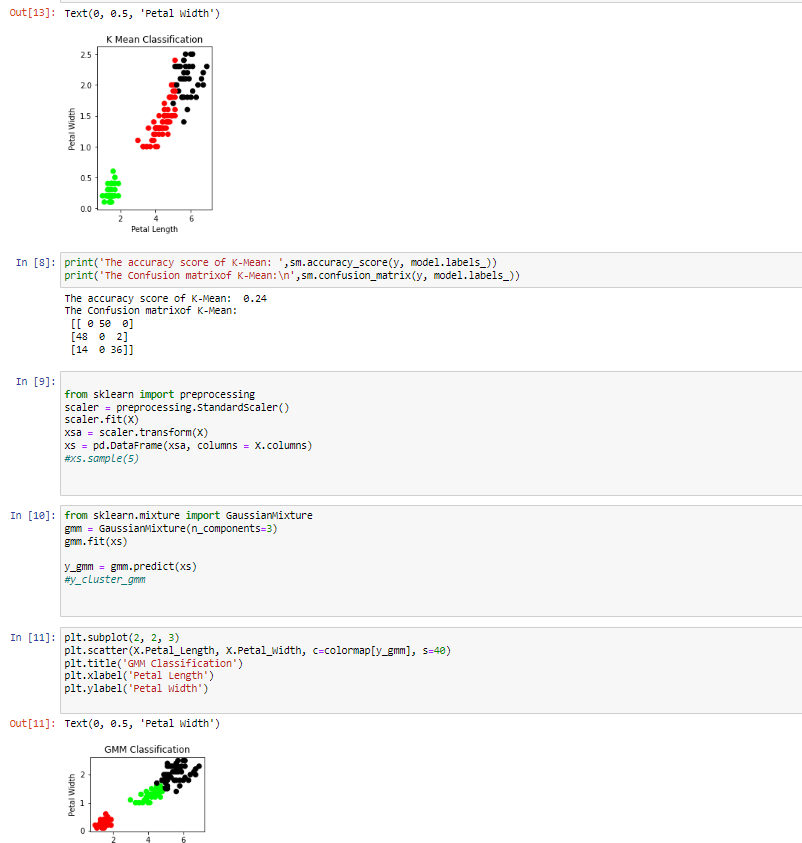 Out[13]: Text(0, 0.5, 'Petal Width')
K Mean Classification
2.5
2.0
1.5
1.0
0.5
0.0
Petal Width
2 4 6
Petal Length
In [8]: print('The accuracy score of K-Mean: ',sm.accuracy_score(y, model.labels_))
print('The Confusion matrixof K-Mean:\n',sm.confusion_matrix(y, model.labels_))
The accuracy score of K-Mean:  0.24
The Confusion matrixof K-Mean:
[[ 0 50  0]
[48  0  2]
[14  0 36]]
In [9]:
from sklearn import preprocessing
scaler = preprocessing.StandardScaler()
scaler.fit(X)
xsa = scaler.transform(X)
xs = pd.DataFrame(xsa, columns = X.columns)
#xs.sample(5)
In [10]: from sklearn.mixture import GaussianMixture
gmm = GaussianMixture(n_components=3)
gmm.fit(xs)
y_gmm = gmm.predict(xs)
#y_cluster_gmm
In [11]: plt.subplot(2, 2, 3)
plt.scatter(X.Petal_Length, X.Petal_Width, c=colormap[y_gmm], s=40)
plt.title('GMM Classification')
plt.xlabel('Petal Length')
plt.ylabel('Petal Width')
Out[11]: Text(0, 0.5, 'Petal Width')
GMM Classification
2
1
0
Petal Width
2 4 6